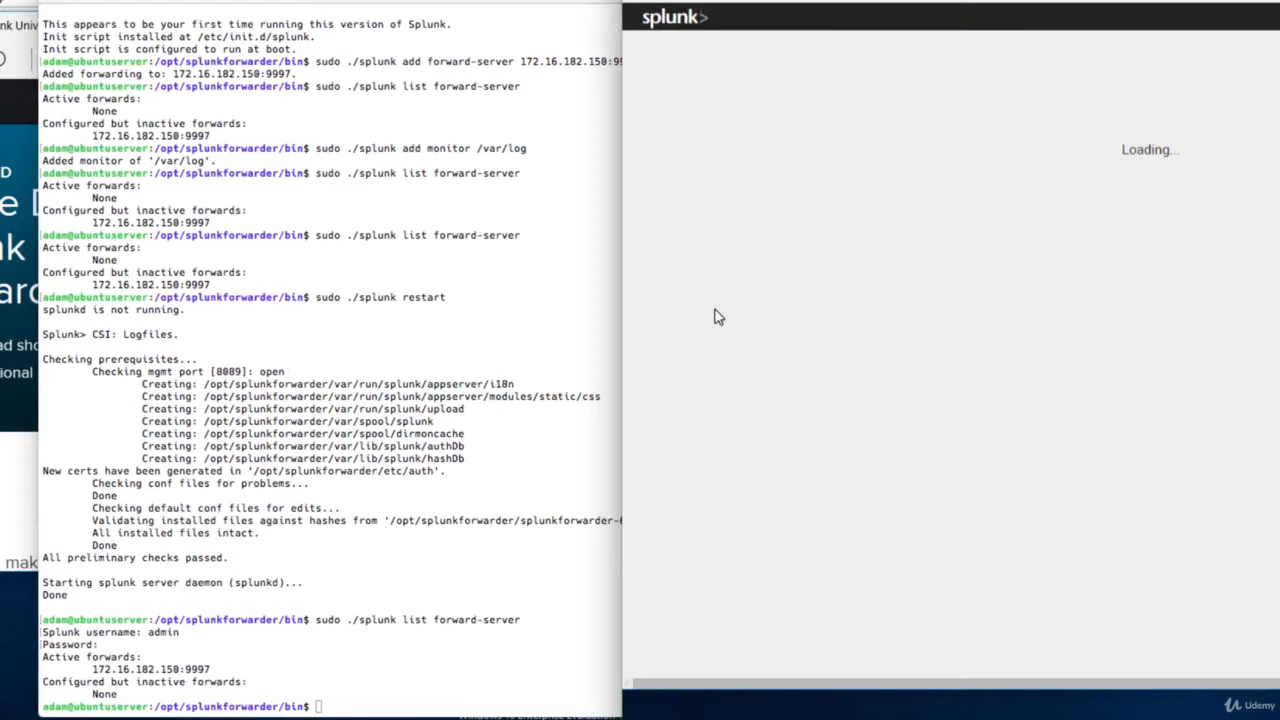 This appears to be your first time running this version of Splunk.
Init script installed at /etc/init.d/splunk.
Init script is configured to run at boot.
[adam@ubuntuserver:/opt/splunkforwarder/bin$ sudo ./splunk add forward-server 172.16.182.150:99
Added forwarding to: 172.16.182.150:9997.
[adam@ubuntuserver:/opt/splunkforwarder/bin$ sudo ./splunk list forward-server
Active forwards:
None
Configured but inactive forwards:
172.16.182.150:9997
[adam@ubuntuserver:/opt/splunkforwarder/bin$ sudo ./splunk add monitor /var/log
Added monitor of '/var/log'.
[adam@ubuntuserver:/opt/splunkforwarder/bin$ sudo ./splunk list forward-server
Active forwards:
None
Configured but inactive forwards:
172.16.182.150:9997
[adam@ubuntuserver:/opt/splunkforwarder/bin$ sudo ./splunk list forward-server
Active forwards:
None
Configured but inactive forwards:
172.16.182.150:9997
[adam@ubuntuserver:/opt/splunkforwarder/bin$ sudo ./splunk restart
splunkd is not running.
Splunk> CSI: Logfiles.
Checking prerequisites...
Checking mgmt port [8089]: open
Creating: /opt/splunkforwarder/var/run/splunk/appserver/i18n
Creating: /opt/splunkforwarder/var/run/splunk/appserver/modules/static/css
Creating: /opt/splunkforwarder/var/run/splunk/upload
Creating: /opt/splunkforwarder/var/spool/splunk
Creating: /opt/splunkforwarder/var/spool/dirmoncache
Creating: /opt/splunkforwarder/var/lib/splunk/authDb
Creating: /opt/splunkforwarder/var/lib/splunk/hashDb
New certs have been generated in '/opt/splunkforwarder/etc/auth'.
Checking conf files for problems...
Done
Checking default conf files for edits...
Validating installed files against hashes from '/opt/splunkforwarder/splunkforwarder-6
All installed files intact.
Done
All preliminary checks passed.
Starting splunk server daemon (splunkd)...
Done
[adam@ubuntuserver:/opt/splunkforwarder/bin$ sudo ./splunk list forward-server
[Splunk username: admin
[Password:
Active forwards:
172.16.182.150:9997
Configured but inactive forwards:
None
adam@ubuntuserver:/opt/splunkforwarder/bin$
splunk>
Loading...
nk Univ
D
nk
ad sho
tional
mak
Udemy